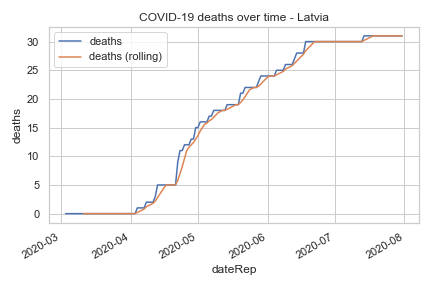 COVID-19 deaths over time - Latvia
deaths
deaths (rolling)
30
25
20
15
10
5
0
deaths
2020-03
2020-04
2020-05
2020-06
2020-07
2020-08
dateRep